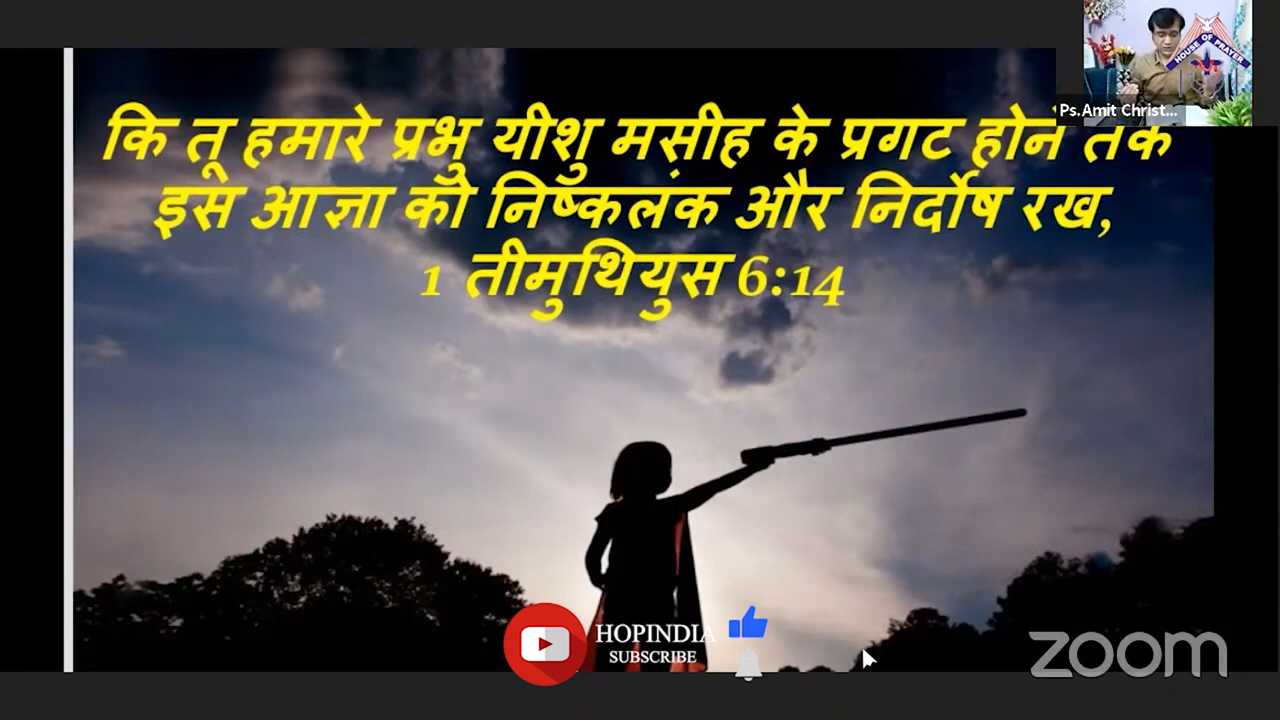 कि तू हमारे प्रभु यीशु मसीह के प्रगट होने तक
इस आज्ञा को निष्कलंक और निर्दोष रख,
1 तीमुथियुस 6:14
HOUSE OF PRAYER
Ps.Amit Christ...
HOPINDIA
SUBSCRIBE
zoom